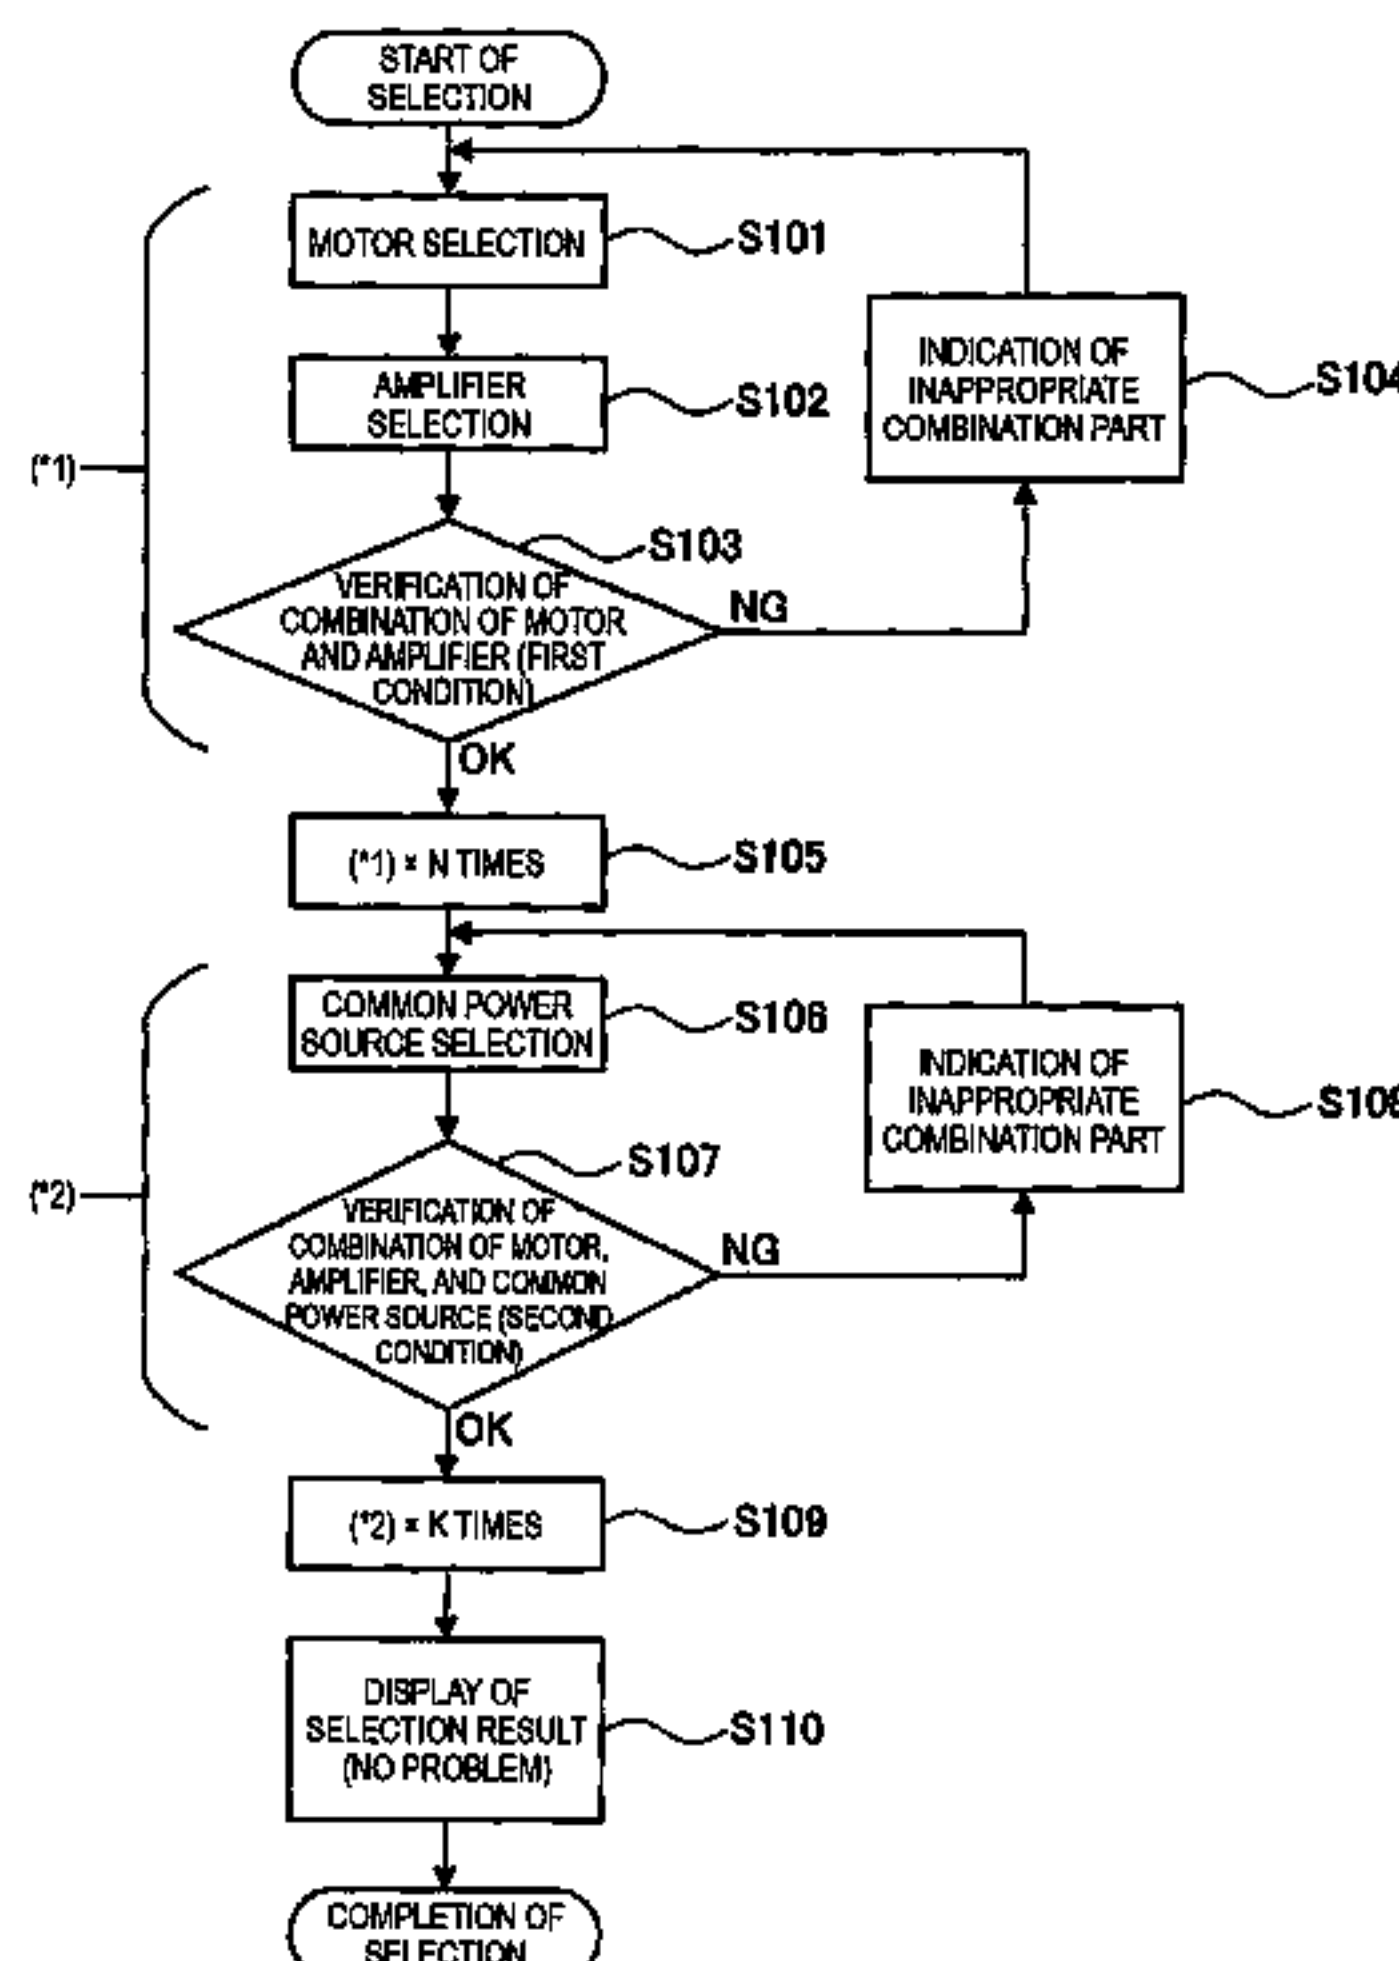 START OF
SELECTION
MOTOR SELECTION
S101
AMPLIFIER
SELECTION
S102
INDICATION OF
INAPPROPRIATE
COMBINATION PART
S104
(*1)
S103
VERIFICATION OF
COMBINATION OF MOTOR
AND AMPLIFIER (FIRST
CONDITION)
NG
OK
(*1) × N TIMES
S105
COMMON POWER
SOURCE SELECTION
S106
INDICATION OF
INAPPROPRIATE
COMBINATION PART
(*2)
S107
VERIFICATION OF
COMBINATION OF MOTOR,
AMPLIFIER, AND COMMON
POWER SOURCE (SECOND
CONDITION)
NG
OK
(*2) × K TIMES
S109
DISPLAY OF
SELECTION RESULT
(NO PROBLEM)
S110
COMPLETION OF
SELECTION